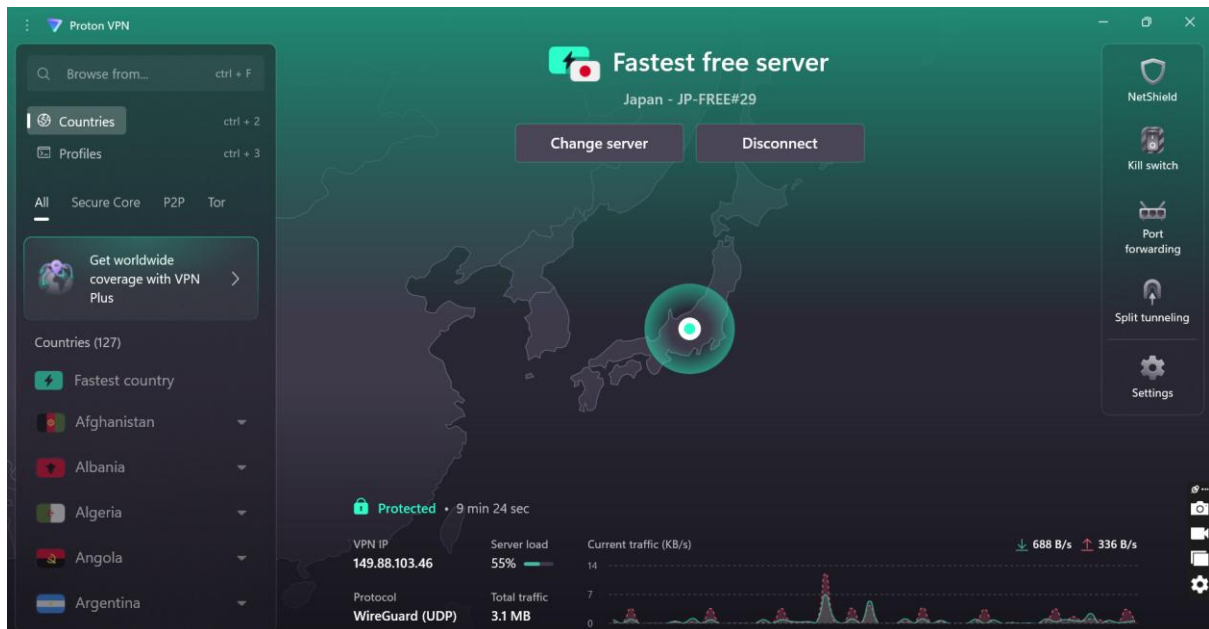 Proton VPN
Browse from... ctrl + F
Countries ctrl + 2
Profiles ctrl + 3
All Secure Core P2P Tor
Get worldwide
coverage with VPN
Plus
Countries (127)
Fastest country
Afghanistan
Albania
Algeria
Angola
Argentina
Fastest free server
Japan - JP-FREE#29
Change server Disconnect
Protected • 9 min 24 sec
VPN IP Server load Current traffic (KB/s) 688 B/s 336 B/s
149.88.103.46 55% 14
Protocol Total traffic 7
WireGuard (UDP) 3.1 MB 0
NetShield
Kill switch
Port
forwarding
Split tunneling
Settings